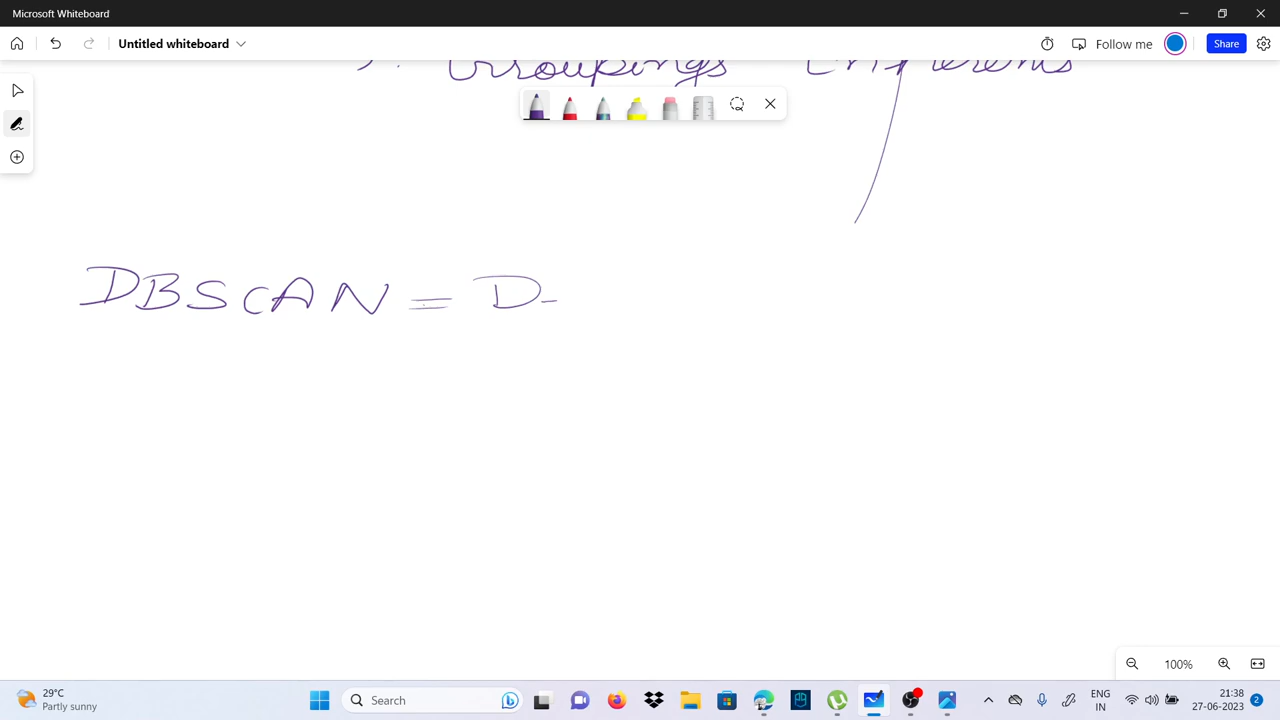 Microsoft Whiteboard
Untitled whiteboard
Follow me
Share
Groupings
DBSCAN = D-
100%
29°C
Partly sunny
Search
ENG
IN
21:38
27-06-2023
2